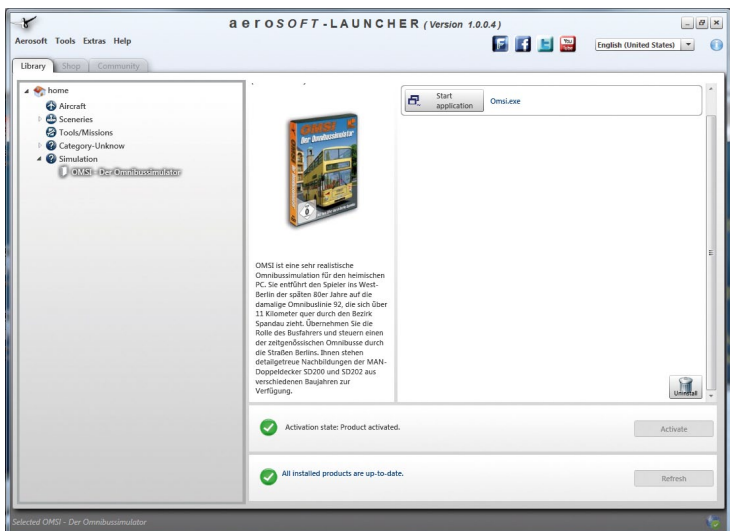 aeroSOFT-LAUNCHER (Version 1.0.0.4)
Aerosoft Tools Extras Help
You
Tube
English (United States)
Library Shop Community
home
Aircraft
Sceneries
Tools/Missions
Category-Unknow
Simulation
OMSI - Der Omnibussimulator
OMSI
Der Omnibussimulator
OMSI ist eine sehr realistische
Omnibussimulation für den heimischen
PC. Sie entführt den Spieler ins West-
Berlin der späten 80er Jahre auf die
damalige Omnibuslinie 92, die sich über
11 Kilometer quer durch den Bezirk
Spandau zieht. Übernehmen Sie die
Rolle des Busfahrers und steuern einen
der zeitgenössischen Omnibusse durch
die Straßen Berlins. Ihnen stehen
detailgetreue Nachbildungen der MAN-
Doppeldecker SD200 und SD202 aus
verschiedenen Baujahren zur
Verfügung.
Start
application
Omsi.exe
Uninstall
Activation state: Product activated.
Activate
All installed products are up-to-date.
Refresh
Selected OMSI - Der Omnibussimulator